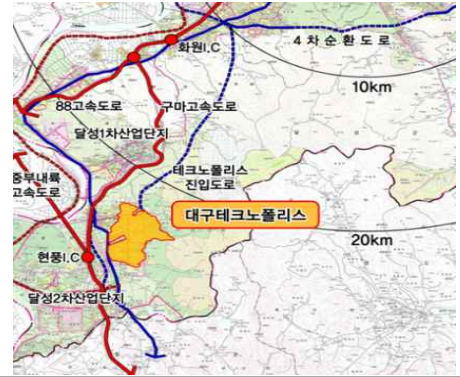 화원I.C
4차순환도로
10km
88고속도로
구마고속도로
달성1차산업단지
중부내륙
고속도로
테크노폴리스
진입도로
대구테크노폴리스
20km
현풍I.C
달성2차산업단지